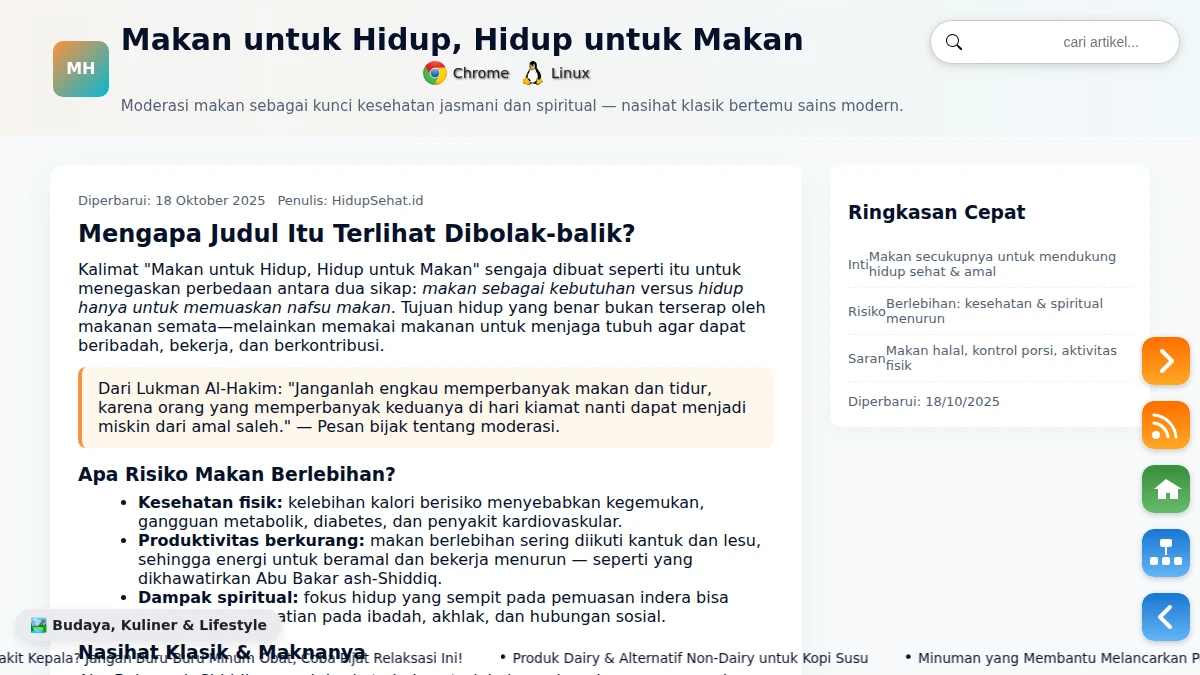 MH
Makan untuk Hidup, Hidup untuk Makan
Chrome Linux
Moderasi makan sebagai kunci kesehatan jasmani dan spiritual — nasihat klasik bertemu sains modern.
cari artikel...
Diperbarui: 18 Oktober 2025 Penulis: HidupSehat.id
Mengapa Judul Itu Terlihat Dibolak-balik?
Kalimat "Makan untuk Hidup, Hidup untuk Makan" sengaja dibuat seperti itu untuk
menegaskan perbedaan antara dua sikap: makan sebagai kebutuhan versus hidup
hanya untuk memuaskan nafsu makan. Tujuan hidup yang benar bukan terserap oleh
makanan semata—melainkan memakai makanan untuk menjaga tubuh agar dapat
beribadah, bekerja, dan berkontribusi.
Dari Lukman Al-Hakim: "Janganlah engkau memperbanyak makan dan tidur,
karena orang yang memperbanyak keduanya di hari kiamat nanti dapat menjadi
miskin dari amal saleh." — Pesan bijak tentang moderasi.
Apa Risiko Makan Berlebihan?
• Kesehatan fisik: kelebihan kalori berisiko menyebabkan kegemukan,
gangguan metabolik, diabetes, dan penyakit kardiovaskular.
• Produktivitas berkurang: makan berlebihan sering diikuti kantuk dan lesu,
sehingga energi untuk beramal dan bekerja menurun — seperti yang
dikhawatirkan Abu Bakar ash-Shiddiq.
• Dampak spiritual: fokus hidup yang sempit pada pemuasan indera bisa
atian pada ibadah, akhlak, dan hubungan sosial.
Nasihat Klasik & Maknanya
Ringkasan Cepat
Inti Makan secukupnya untuk mendukung
hidup sehat & amal
Risiko Berlebihan: kesehatan & spiritual
menurun
Saran Makan halal, kontrol porsi, aktivitas
fisik
Diperbarui: 18/10/2025
Budaya, Kuliner & Lifestyle
akit Kepala? Jangan Buru-Buru Minum Obat, Coba Pijat Relaksasi Ini! • Produk Dairy & Alternatif Non-Dairy untuk Kopi Susu • Minuman yang Membantu Melancarkan P